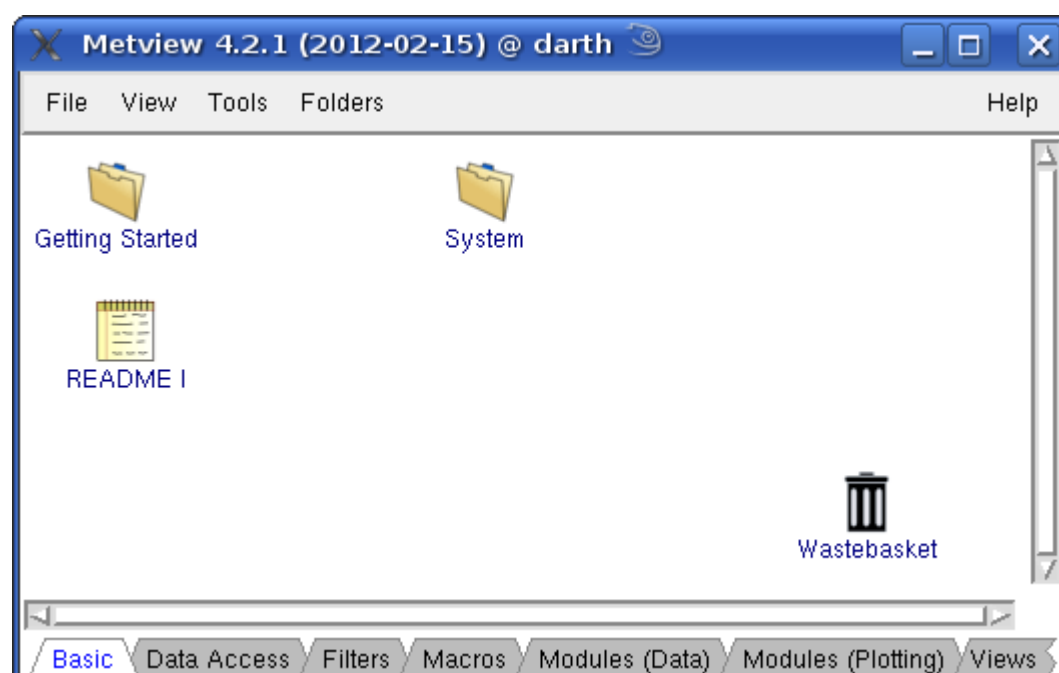 Metview 4.2.1 (2012-02-15) @ darth
File View Tools Folders Help
Getting Started System
README I
Wastebasket
Basic Data Access Filters Macros Modules (Data) Modules (Plotting) Views